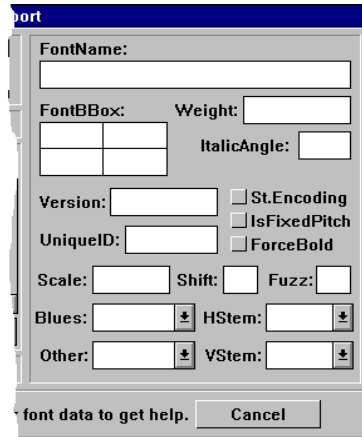 port
FontName:
FontBBox: Weight:
ItalicAngle:
Version: St.Encoding
IsFixedPitch
UniqueID: ForceBold
Scale: Shift: Fuzz:
Blues: HStem:
Other: VStem:
font data to get help. Cancel